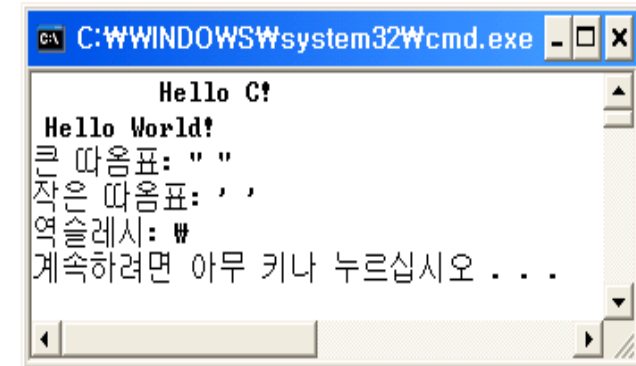 C:₩WINDOWS₩system32₩cmd.exe
Hello C!
Hello World!
큰 따옴표: " "
작은 따옴표: ' '
역슬레시: ₩
계속하려면 아무 키나 누르십시오 . . .